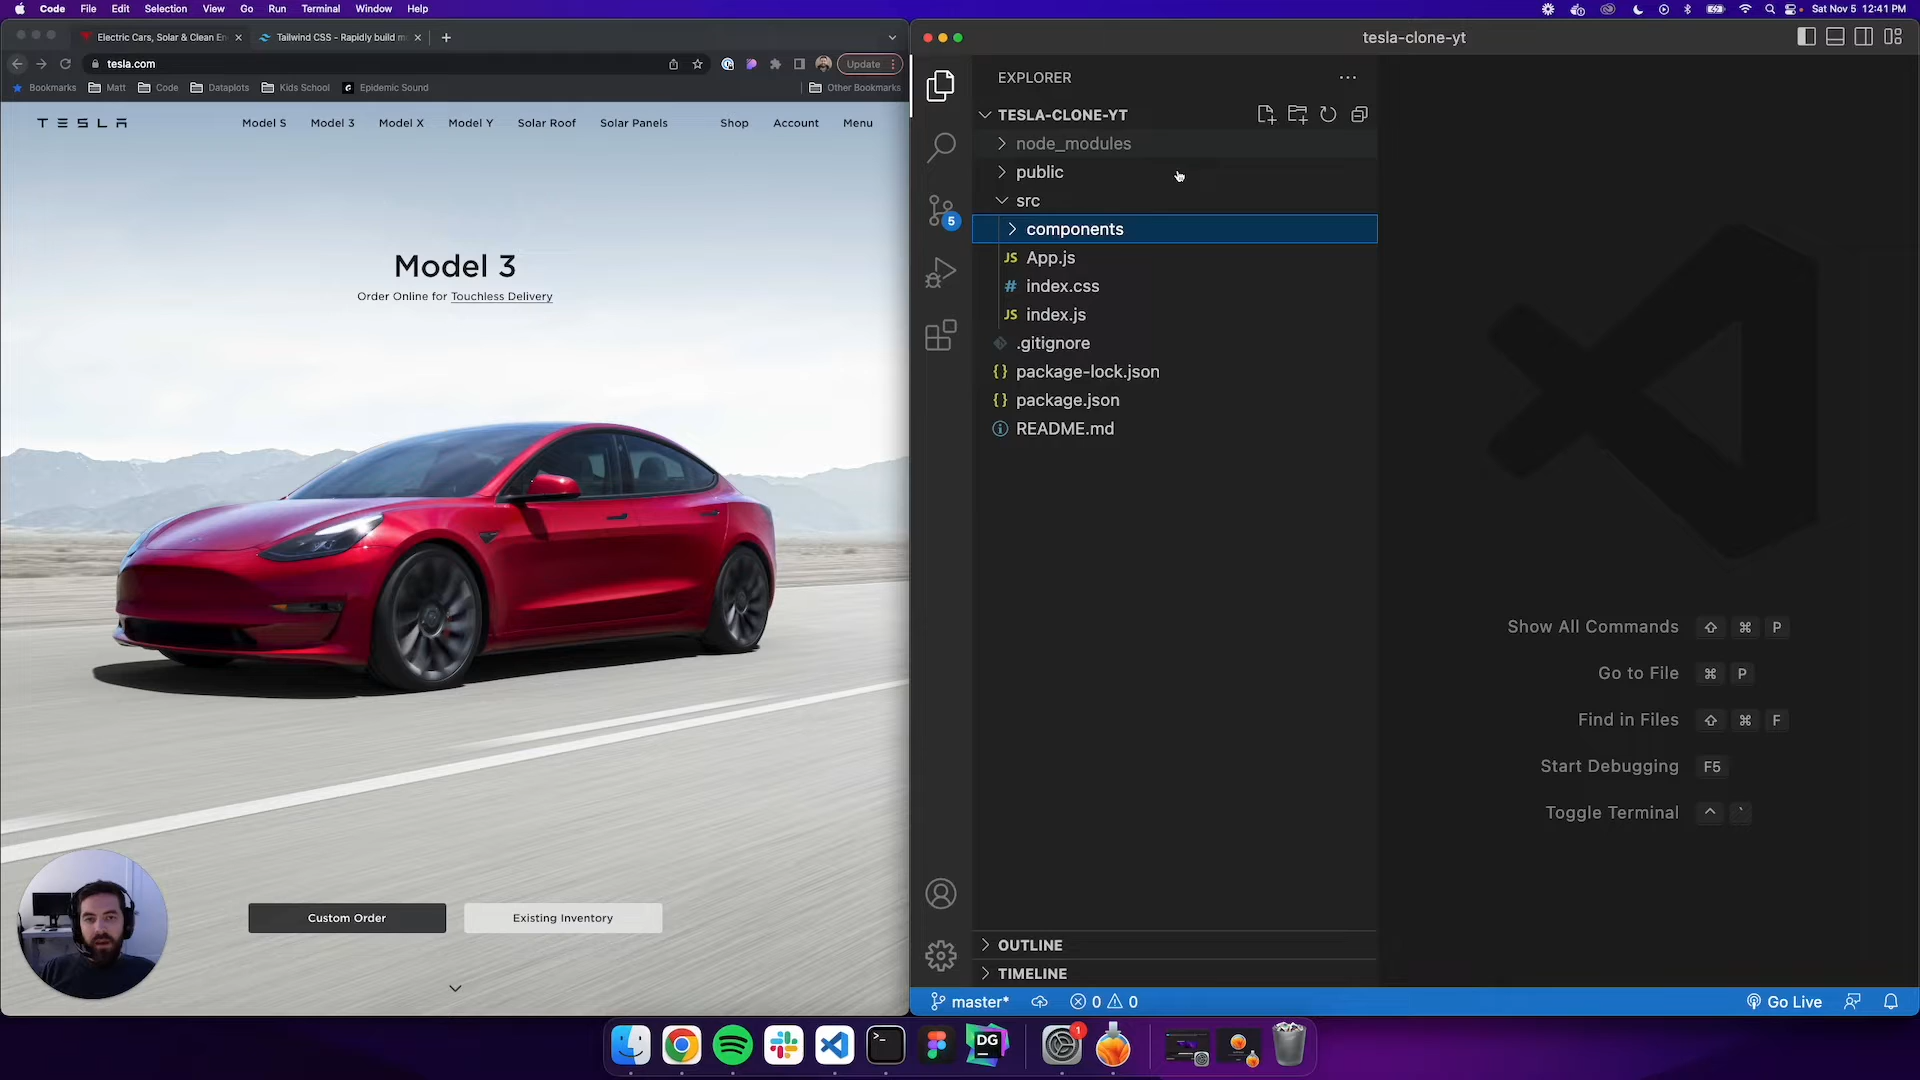 Code File Edit Selection View Go Run Terminal Window Help
Sat Nov 5 12:41 PM
Electric Cars, Solar & Clean En
Tailwind CSS - Rapidly build m
tesla.com
Update
Bookmarks Matt Code Dataplots Kids School Epidemic Sound Other Bookmarks
TESLA
Model S Model 3 Model X Model Y Solar Roof Solar Panels Shop Account Menu
Model 3
Order Online for Touchless Delivery
Custom Order
Existing Inventory
tesla-clone-yt
EXPLORER
TESLA-CLONE-YT
node_modules
public
src
components
JS App.js
# index.css
JS index.js
.gitignore
{} package-lock.json
{} package.json
README.md
5
Show All Commands ⇧ ⌘ P
Go to File ⌘ P
Find in Files ⇧ ⌘ F
Start Debugging F5
Toggle Terminal ^ `
OUTLINE
TIMELINE
master* 0 0 Go Live
DG
1